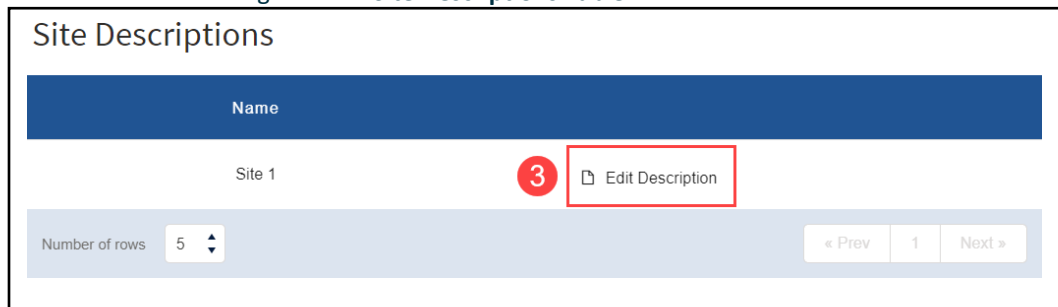 Site Descriptions
Name
Site 1
3
Edit Description
Number of rows 5
« Prev 1 Next »